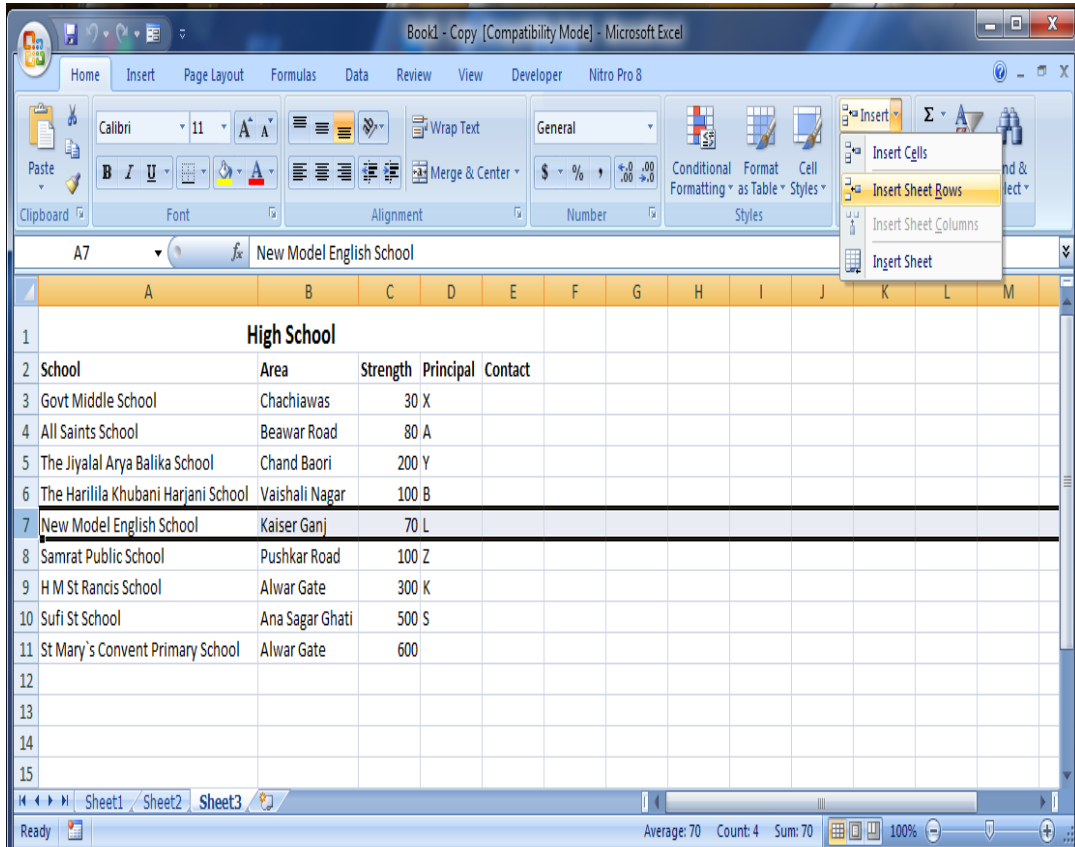 Book1 - Copy [Compatibility Mode] - Microsoft Excel
Home Insert Page Layout Formulas Data Review View Developer Nitro Pro 8
Calibri 11 A A Wrap Text General Insert Σ
Paste B I U A Merge & Center $ % , .0 .00 .00 .0 Conditional Formatting Format as Table Cell Styles
Insert Cells
Insert Sheet Rows
Insert Sheet Columns
Insert Sheet
Clipboard Font Alignment Number Styles
A7 fx New Model English School
A B C D E F G H I J K L M
1 High School
2 School Area Strength Principal Contact
3 Govt Middle School Chachiawas 30 X
4 All Saints School Beawar Road 80 A
5 The Jiyalal Arya Balika School Chand Baori 200 Y
6 The Harilila Khubani Harjani School Vaishali Nagar 100 B
7 New Model English School Kaiser Ganj 70 L
8 Samrat Public School Pushkar Road 100 Z
9 H M St Rancis School Alwar Gate 300 K
10 Sufi St School Ana Sagar Ghati 500 S
11 St Mary`s Convent Primary School Alwar Gate 600
12
13
14
15
Sheet1 Sheet2 Sheet3
Ready Average: 70 Count: 4 Sum: 70 100%